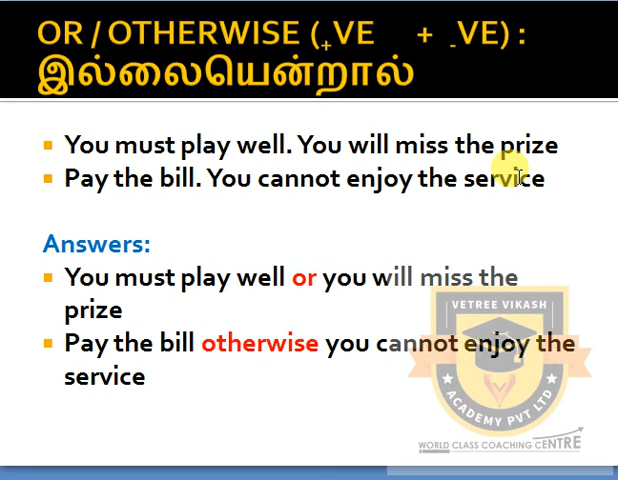 OR / OTHERWISE (+VE + -VE) :
இல்லையென்றால்
You must play well. You will miss the prize
Pay the bill. You cannot enjoy the service
Answers:
You must play well or you will miss the
prize
Pay the bill otherwise you cannot enjoy the
service
VETREE VIKASH
ACADEMY PVT LTD
WORLD CLASS COACHING CENTRE